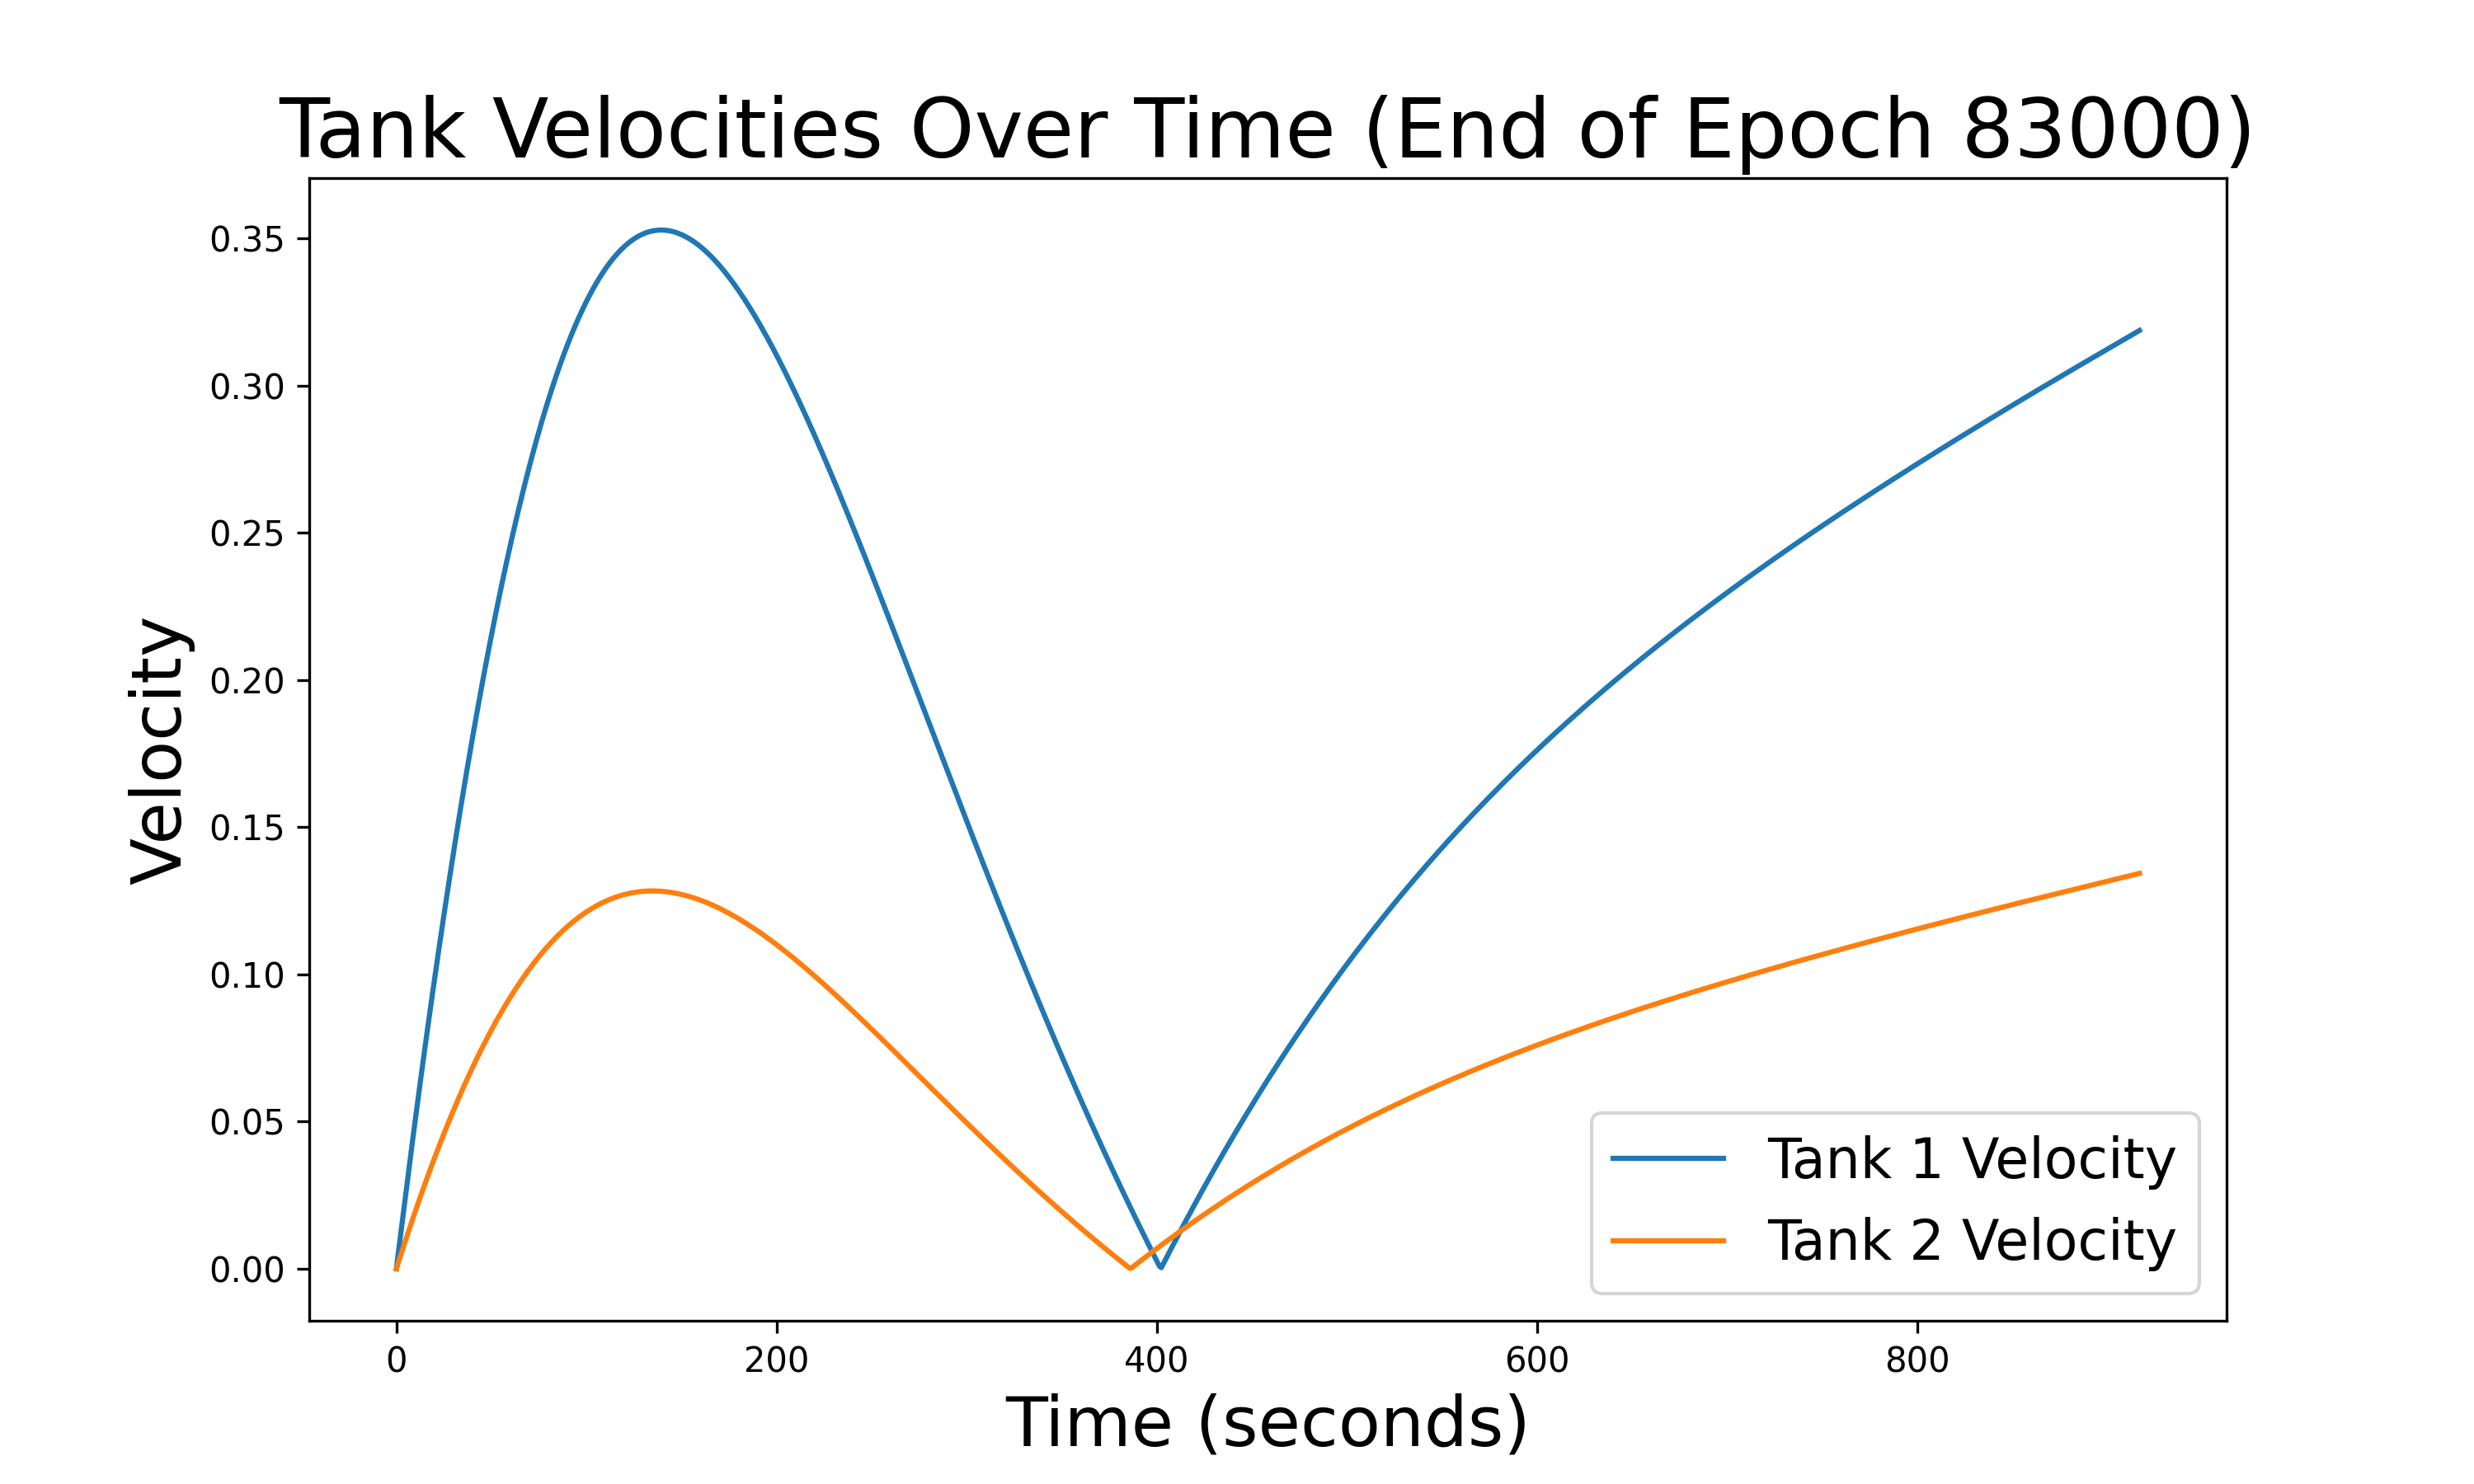 Tank Velocities Over Time (End of Epoch 83000)
Velocity
0.35
0.30
0.25
0.20
0.15
0.10
0.05
0.00
0 200 400 600 800
Time (seconds)
Tank 1 Velocity
Tank 2 Velocity